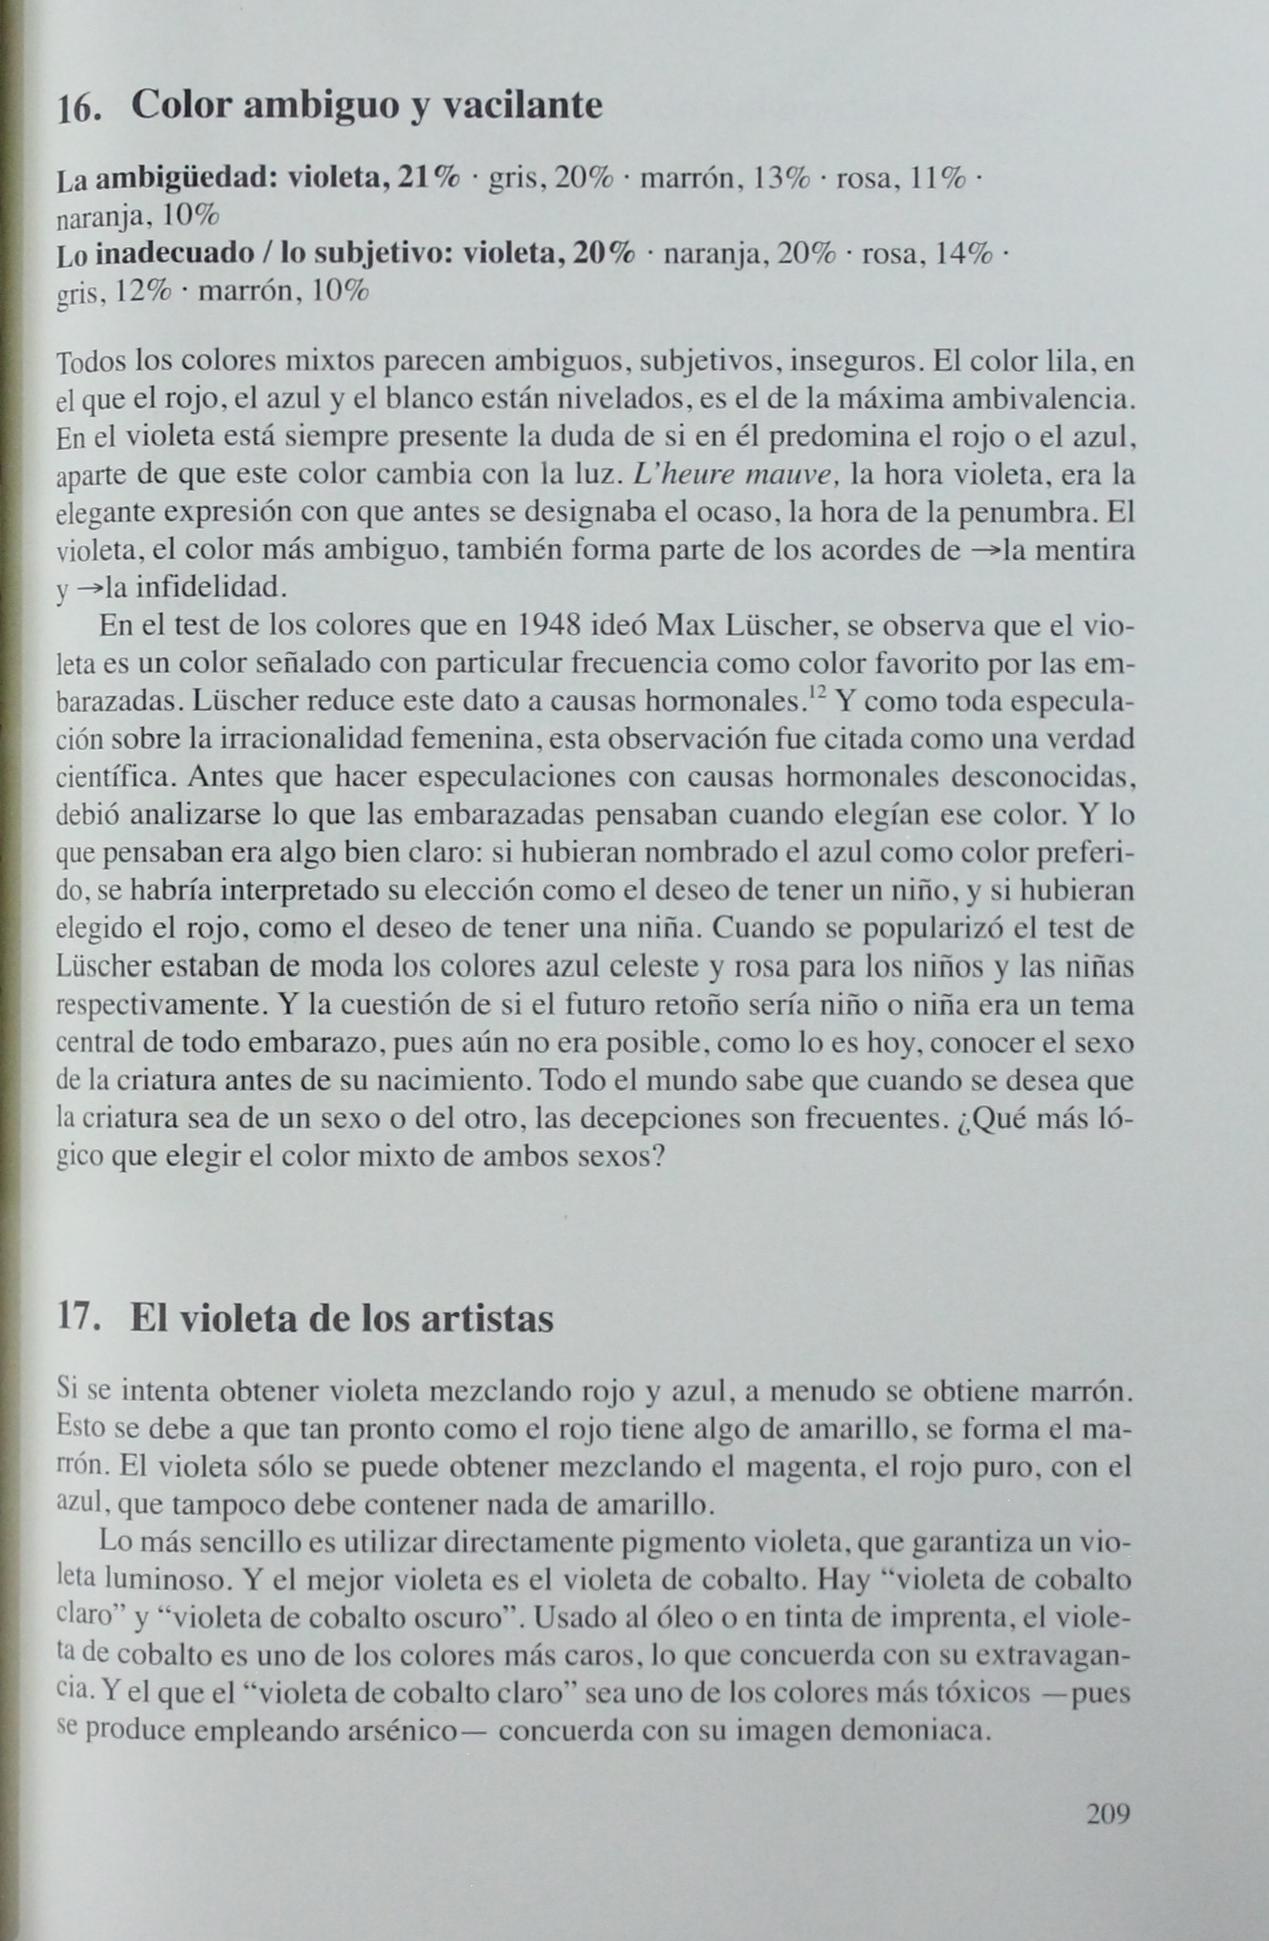 16. Color ambiguo y vacilante
La ambigüedad: violeta, 21% · gris, 20% · marrón, 13% · rosa, 11% ·
naranja, 10%
Lo inadecuado / lo subjetivo: violeta, 20% · naranja, 20% · rosa, 14% ·
gris, 12% · marrón, 10%
Todos los colores mixtos parecen ambiguos, subjetivos, inseguros. El color lila, en
el que el rojo, el azul y el blanco están nivelados, es el de la máxima ambivalencia.
En el violeta está siempre presente la duda de si en él predomina el rojo o el azul,
aparte de que este color cambia con la luz. L'heure mauve, la hora violeta, era la
elegante expresión con que antes se designaba el ocaso, la hora de la penumbra. El
violeta, el color más ambiguo, también forma parte de los acordes de →la mentira
y →la infidelidad.
En el test de los colores que en 1948 ideó Max Lüscher, se observa que el vio-
leta es un color señalado con particular frecuencia como color favorito por las em-
barazadas. Lüscher reduce este dato a causas hormonales.12 Y como toda especula-
ción sobre la irracionalidad femenina, esta observación fue citada como una verdad
científica. Antes que hacer especulaciones con causas hormonales desconocidas,
debió analizarse lo que las embarazadas pensaban cuando elegían ese color. Y lo
que pensaban era algo bien claro: si hubieran nombrado el azul como color preferi-
do, se habría interpretado su elección como el deseo de tener un niño, y si hubieran
elegido el rojo, como el deseo de tener una niña. Cuando se popularizó el test de
Lüscher estaban de moda los colores azul celeste y rosa para los niños y las niñas
respectivamente. Y la cuestión de si el futuro retoño sería niño o niña era un tema
central de todo embarazo, pues aún no era posible, como lo es hoy, conocer el sexo
de la criatura antes de su nacimiento. Todo el mundo sabe que cuando se desea que
la criatura sea de un sexo o del otro, las decepciones son frecuentes. ¿Qué más ló-
gico que elegir el color mixto de ambos sexos?
17. El violeta de los artistas
Si se intenta obtener violeta mezclando rojo y azul, a menudo se obtiene marrón.
Esto se debe a que tan pronto como el rojo tiene algo de amarillo, se forma el ma-
rrón. El violeta sólo se puede obtener mezclando el magenta, el rojo puro, con el
azul, que tampoco debe contener nada de amarillo.
Lo más sencillo es utilizar directamente pigmento violeta, que garantiza un vio-
leta luminoso. Y el mejor violeta es el violeta de cobalto. Hay “violeta de cobalto
claro” y “violeta de cobalto oscuro”. Usado al óleo o en tinta de imprenta, el viole-
ta de cobalto es uno de los colores más caros, lo que concuerda con su extravagan-
cia. Y el que el “violeta de cobalto claro” sea uno de los colores más tóxicos —pues
se produce empleando arsénico— concuerda con su imagen demoniaca.
209